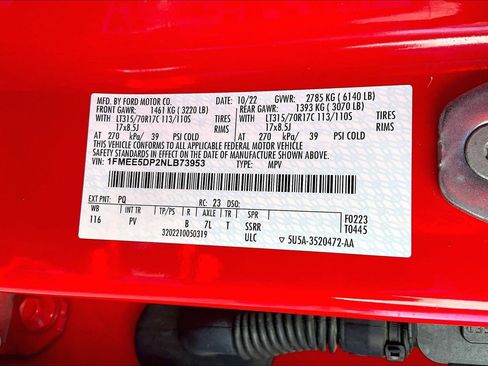 MFD. BY FORD MOTOR CO.
10/22 GVWR: 2785 KG ( 6140 LB)
FRONT GAWR: 1461 KG ( 3220 LB)
REAR GAWR: 1393 KG ( 3070 LB)
LT315/70R17C 113/110S TIRES
17x8.5J RIMS
AT 270 kPa/ 39 PSI COLD
LT315/70R17C 113/110S TIRES
17x8.5J RIMS
AT 270 kPa/ 39 PSI COLD
THIS VEHICLE CONFORMS TO ALL APPLICABLE FEDERAL MOTOR VEHICLE
SAFETY STANDARDS IN EFFECT ON THE DATE OF MANUFACTURE SHOWN ABOVE.
VIN: 1FMEE5DP2NLB73953
TYPE: MPV
EXT PNT: PQ RC: 23 DSO:
WB INT TR TP/PS R AXLE TR SPR
116 PV B 7L T SSRR
3202210050319 ULC
F0223
T0445
5U5A-3520472-AA